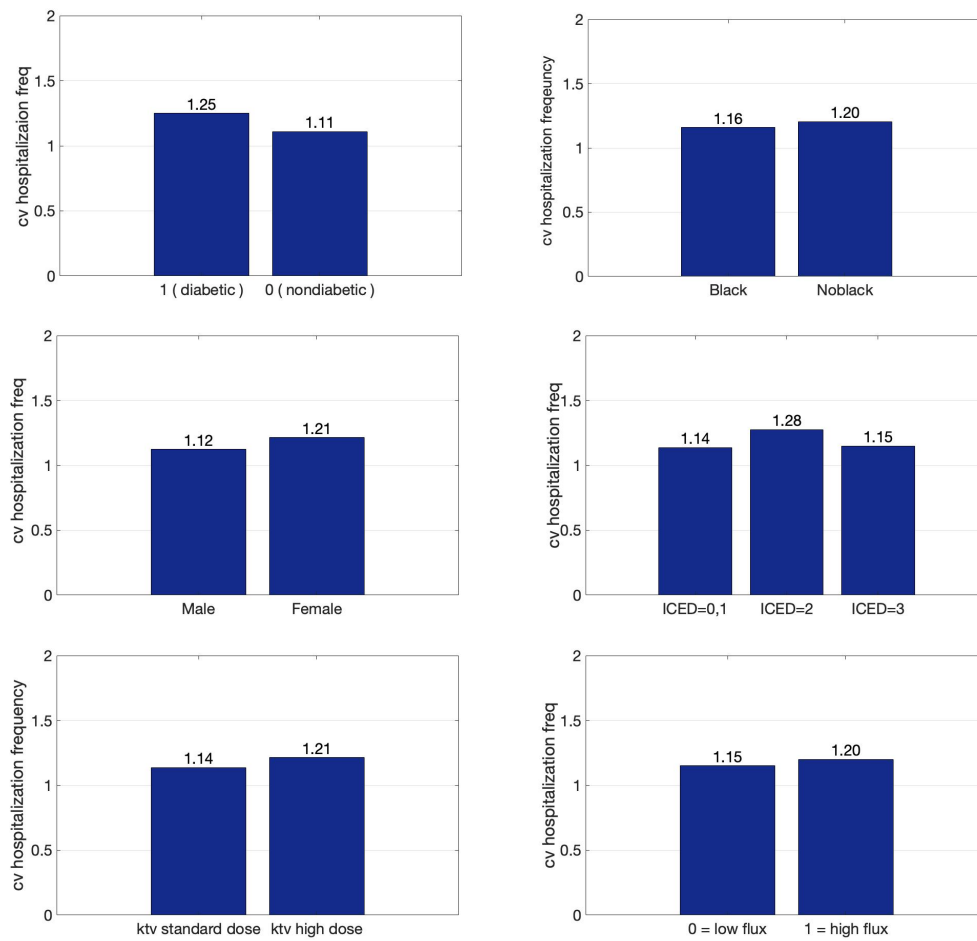 2
1.5
1
0.5
0
cv hospitalizaion freq
1.25
1.11
1 ( diabetic )
0 ( nondiabetic )
2
1.5
1
0.5
0
cv hospitalization freqeuncy
1.16
1.20
Black
Noblack
2
1.5
1
0.5
0
cv hospitalization freq
1.12
1.21
Male
Female
2
1.5
1
0.5
0
cv hospitalization freq
1.14
1.28
1.15
ICED=0,1
ICED=2
ICED=3
2
1.5
1
0.5
0
cv hospitalization frequency
1.14
1.21
ktv standard dose
ktv high dose
2
1.5
1
0.5
0
cv hospitalization freq
1.15
1.20
0 = low flux
1 = high flux